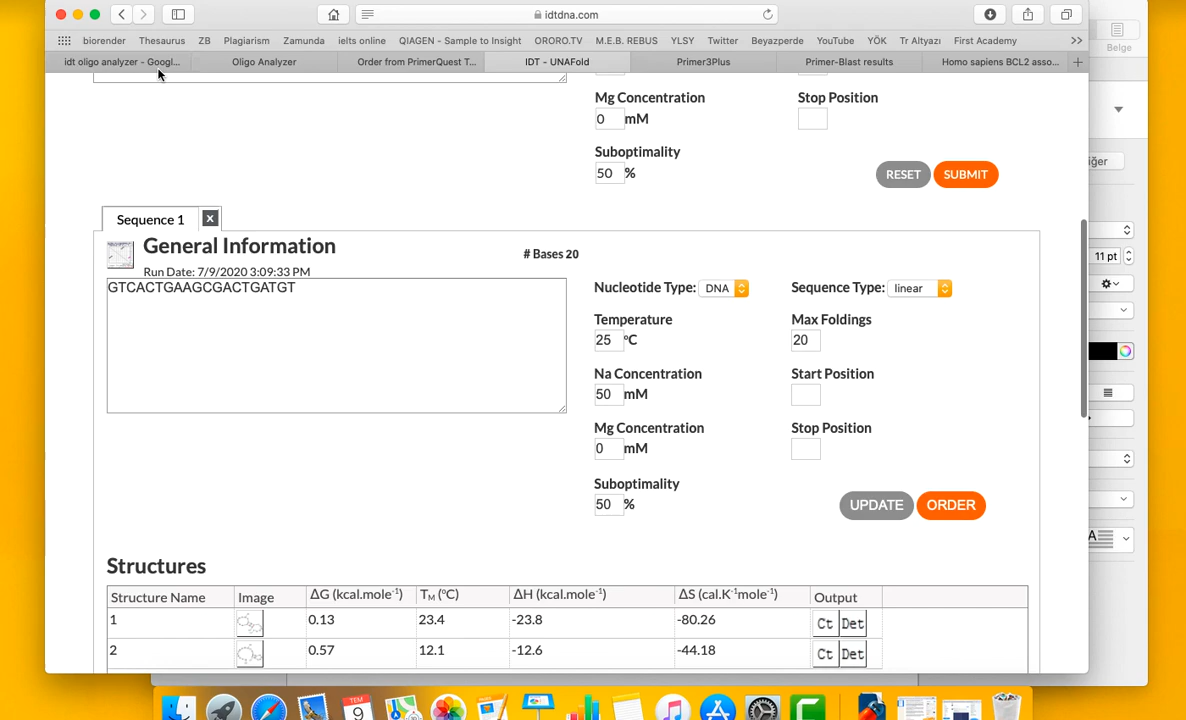 idtdna.com
biorender Thesaurus ZB Plagiarism Zamunda ielts online QIAGEN - Sample to Insight ORORO.TV M.E.B. REBUS YLSY Twitter Beyazperde YouTube YÖK Tr Altyazı First Academy >>
idt oligo analyzer - Googl... Oligo Analyzer Order from PrimerQuest T... IDT - UNAFold Primer3Plus Primer-Blast results Homo sapiens BCL2 asso... +
Belge
Mg Concentration Stop Position
0 mM
Suboptimality
50 % RESET SUBMIT
iğer
Sequence 1 x
General Information # Bases 20
Run Date: 7/9/2020 3:09:33 PM
11 pt
GTCACTGAAGCGACTGATGT
Nucleotide Type: DNA Sequence Type: linear
Temperature Max Foldings
25 °C 20
Na Concentration Start Position
50 mM
Mg Concentration Stop Position
0 mM
Suboptimality
50 % UPDATE ORDER
A
Structures
Structure Name Image ΔG (kcal.mole⁻¹) TM (°C) ΔH (kcal.mole⁻¹) ΔS (cal.K⁻¹mole⁻¹) Output
1 0.13 23.4 -23.8 -80.26 Ct Det
2 0.57 12.1 -12.6 -44.18 Ct Det
TEM
9